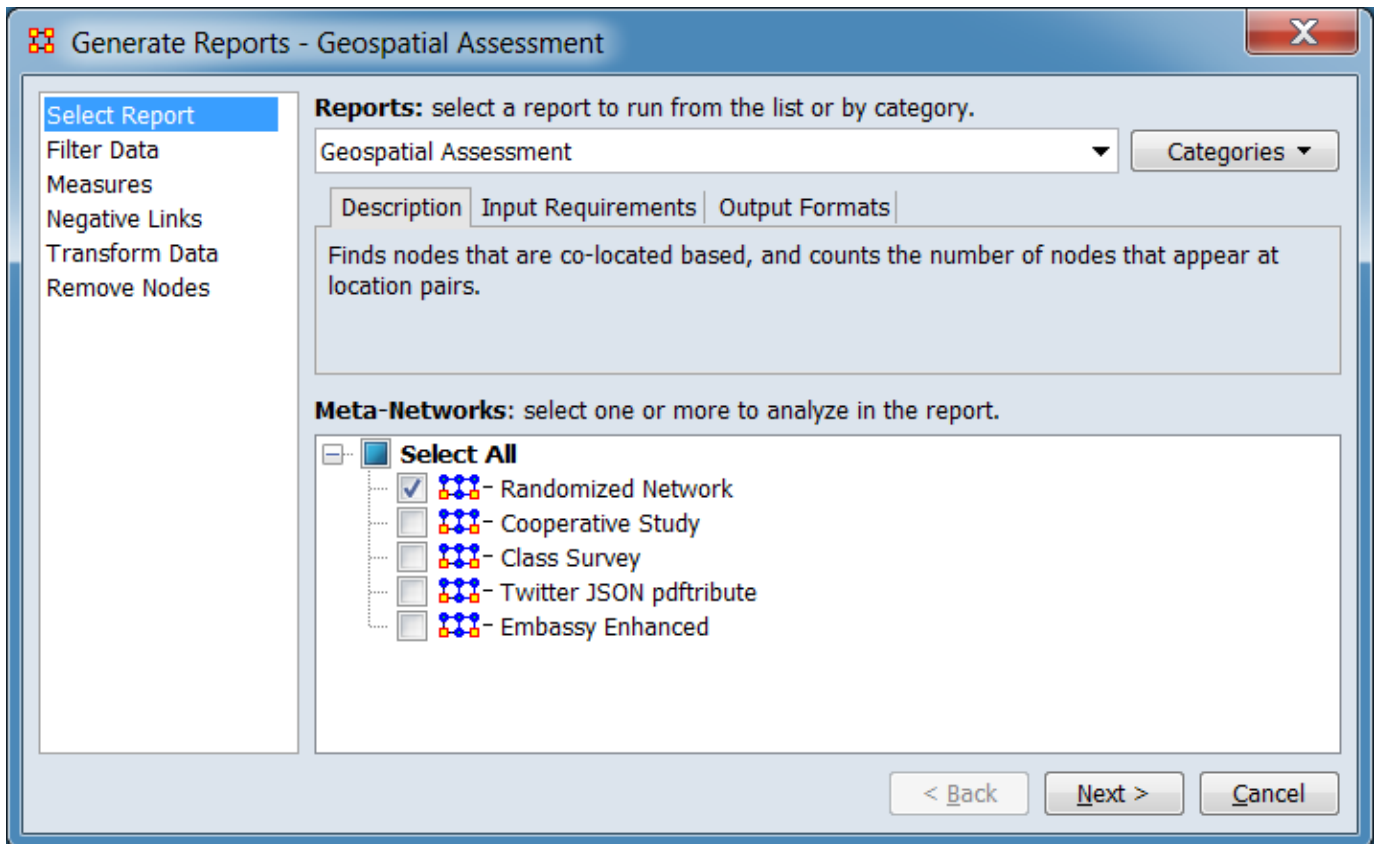 Generate Reports - Geospatial Assessment
X
Select Report
Filter Data
Measures
Negative Links
Transform Data
Remove Nodes
Reports: select a report to run from the list or by category.
Geospatial Assessment
Categories
Description
Input Requirements
Output Formats
Finds nodes that are co-located based, and counts the number of nodes that appear at
location pairs.
Meta-Networks: select one or more to analyze in the report.
Select All
Randomized Network
Cooperative Study
Class Survey
Twitter JSON pdftribute
Embassy Enhanced
< Back
Next >
Cancel